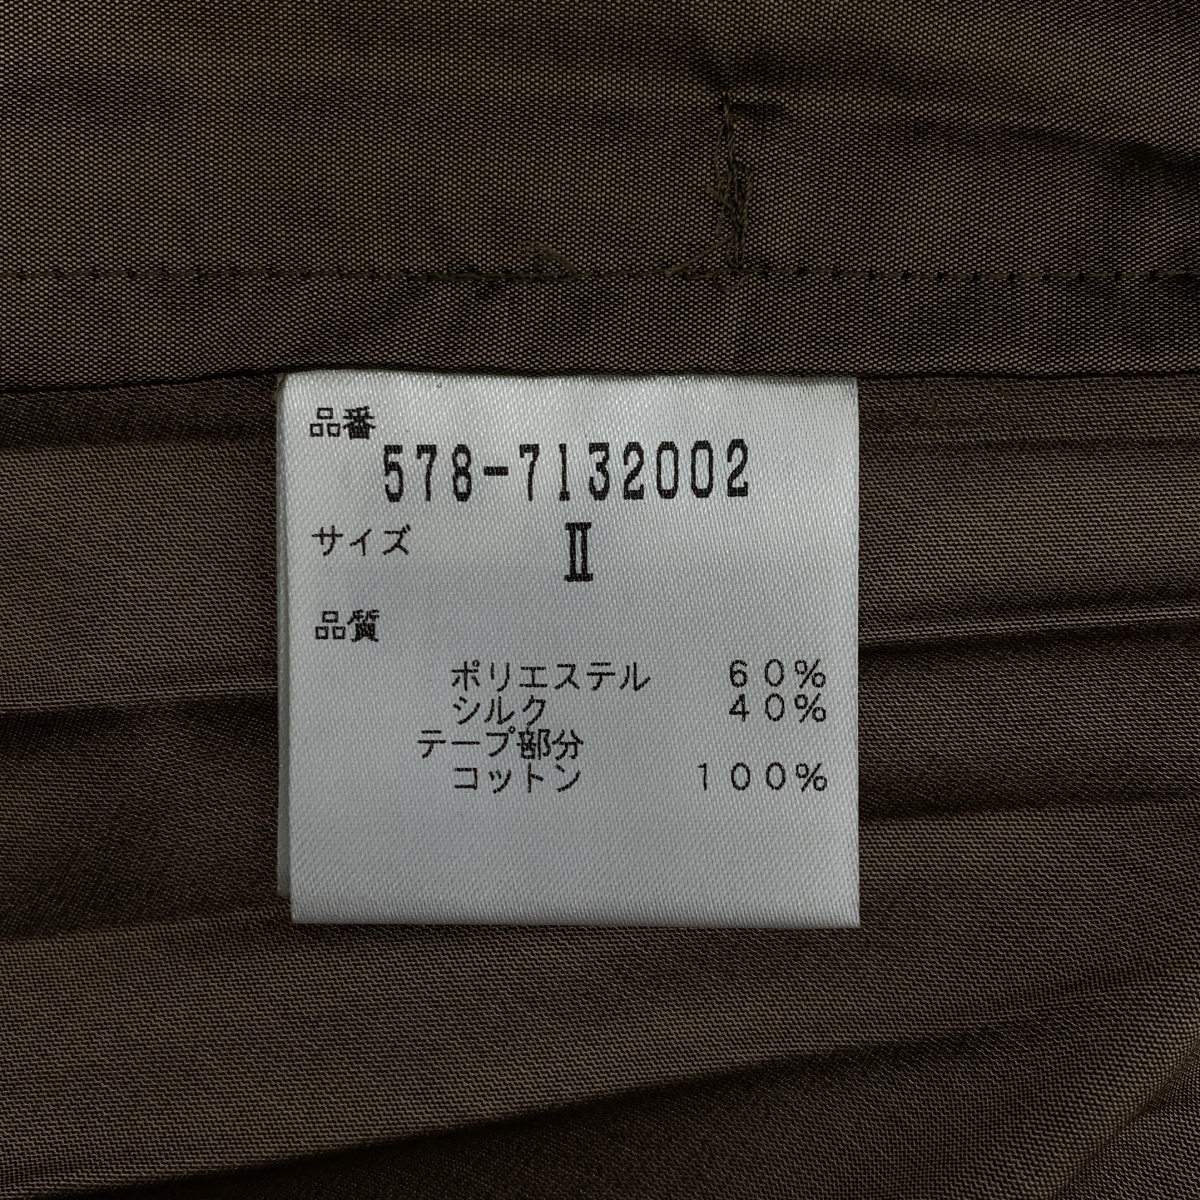 品番
578-7132002
サイズ II
品質
ポリエステル 60%
シルク 40%
テープ部分
コットン 100%